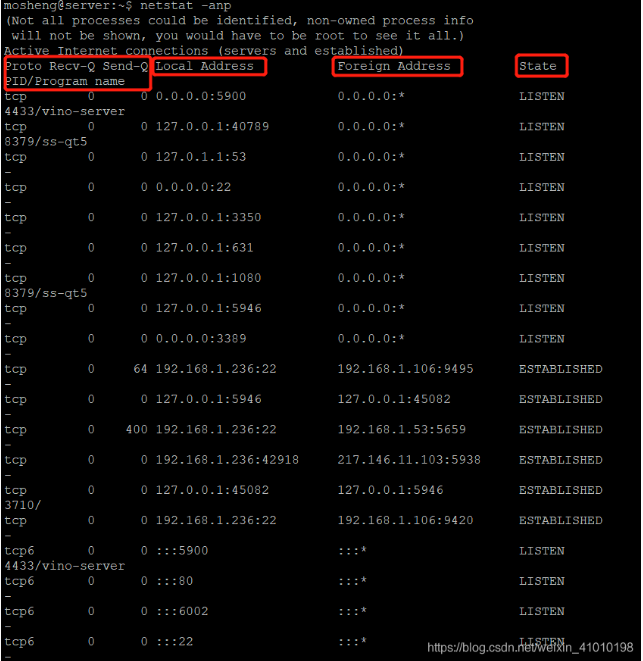 mosheng@server:~$ netstat -anp
(Not all processes could be identified, non-owned process info
 will not be shown, you would have to be root to see it all.)
Active Internet connections (servers and established)
Proto Recv-Q Send-Q Local Address           Foreign Address         State
PID/Program name
tcp        0      0 0.0.0.0:5900            0.0.0.0:*               LISTEN
4433/vino-server
tcp        0      0 127.0.0.1:40789         0.0.0.0:*               LISTEN
8379/ss-qt5
tcp        0      0 127.0.1.1:53            0.0.0.0:*               LISTEN
-
tcp        0      0 0.0.0.0:22              0.0.0.0:*               LISTEN
-
tcp        0      0 127.0.0.1:3350          0.0.0.0:*               LISTEN
-
tcp        0      0 127.0.0.1:631           0.0.0.0:*               LISTEN
-
tcp        0      0 127.0.0.1:1080          0.0.0.0:*               LISTEN
8379/ss-qt5
tcp        0      0 127.0.0.1:5946          0.0.0.0:*               LISTEN
-
tcp        0      0 0.0.0.0:3389            0.0.0.0:*               LISTEN
-
tcp        0     64 192.168.1.236:22        192.168.1.106:9495      ESTABLISHED
-
tcp        0      0 127.0.0.1:5946          127.0.0.1:45082         ESTABLISHED
-
tcp        0    400 192.168.1.236:22        192.168.1.53:5659       ESTABLISHED
-
tcp        0      0 192.168.1.236:42918     217.146.11.103:5938     ESTABLISHED
-
tcp        0      0 127.0.0.1:45082         127.0.0.1:5946          ESTABLISHED
3710/
tcp        0      0 192.168.1.236:22        192.168.1.106:9420      ESTABLISHED
-
tcp6       0      0 :::5900                 :::*                    LISTEN
4433/vino-server
tcp6       0      0 :::80                   :::*                    LISTEN
-
tcp6       0      0 :::6002                 :::*                    LISTEN
-
tcp6       0      0 :::22                   :::*                    LISTEN
-
https://blog.csdn.net/weixin_41010198